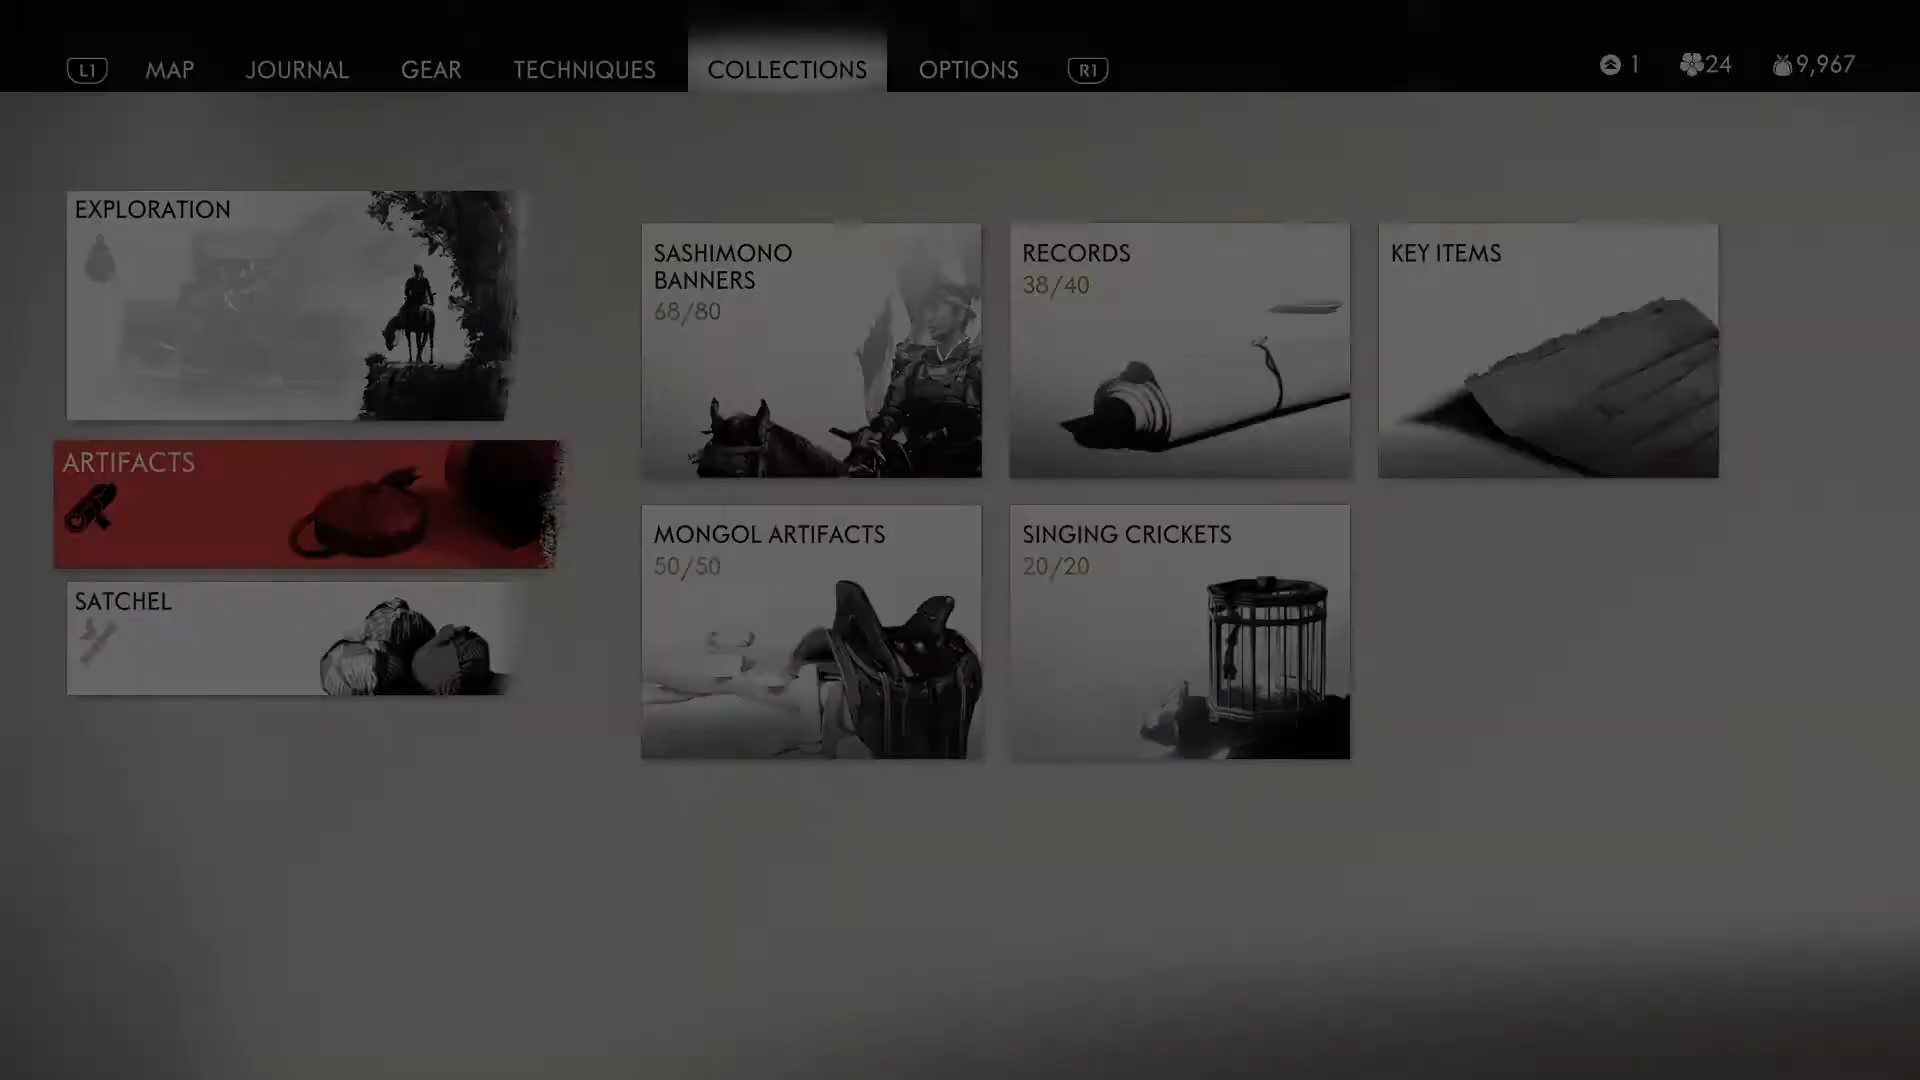 L1 MAP JOURNAL GEAR TECHNIQUES COLLECTIONS OPTIONS R1 1 24 9,967
EXPLORATION
ARTIFACTS
SATCHEL
SASHIMONO
BANNERS
68/80
RECORDS
38/40
KEY ITEMS
MONGOL ARTIFACTS
50/50
SINGING CRICKETS
20/20